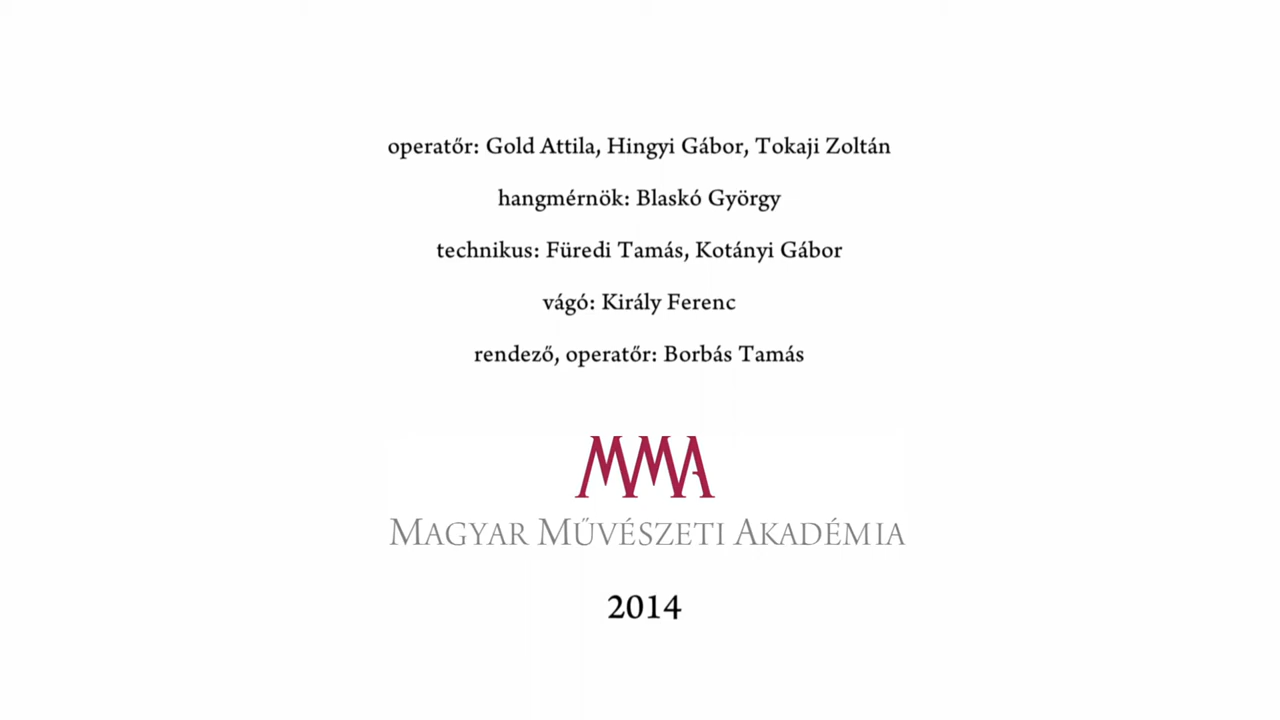 operatőr: Gold Attila, Hingyi Gábor, Tokaji Zoltán
hangmérnök: Blaskó György
technikus: Füredi Tamás, Kotányi Gábor
vágó: Király Ferenc
rendező, operatőr: Borbás Tamás
MMA
MAGYAR MŰVÉSZETI AKADÉMIA
2014